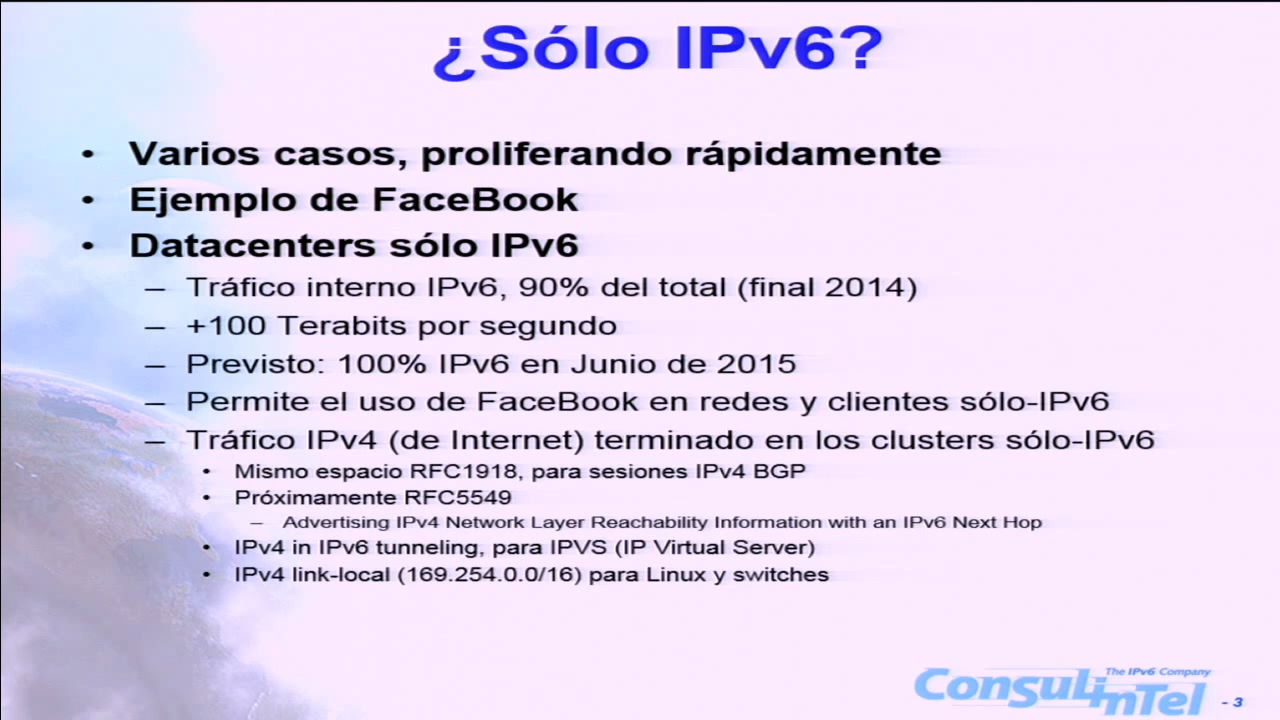 ¿Sólo IPv6?
• Varios casos, proliferando rápidamente
• Ejemplo de FaceBook
• Datacenters sólo IPv6
– Tráfico interno IPv6, 90% del total (final 2014)
– +100 Terabits por segundo
– Previsto: 100% IPv6 en Junio de 2015
– Permite el uso de FaceBook en redes y clientes sólo-IPv6
– Tráfico IPv4 (de Internet) terminado en los clusters sólo-IPv6
• Mismo espacio RFC1918, para sesiones IPv4 BGP
• Próximamente RFC5549
– Advertising IPv4 Network Layer Reachability Information with an IPv6 Next Hop
• IPv4 in IPv6 tunneling, para IPVS (IP Virtual Server)
• IPv4 link-local (169.254.0.0/16) para Linux y switches
The IPv6 Company
ConsulinTel
- 3